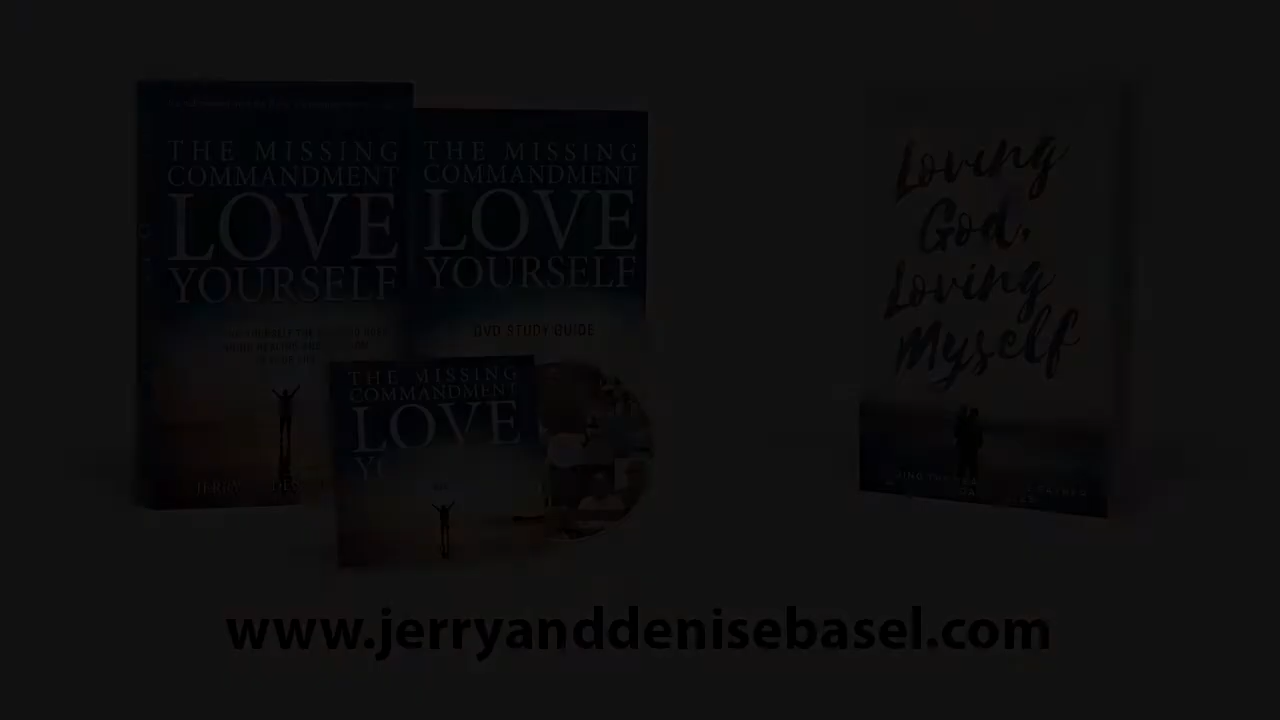 THE MISSING
COMMANDMENT
LOVE
YOURSELF
JERRY
THE MISSING
COMMANDMENT
LOVE
YOURSELF
DVD STUDY GUIDE
THE MISSING
COMMANDMENT
LOVE
Loving
God,
Loving
Myself
www.jerryanddenisebasel.com